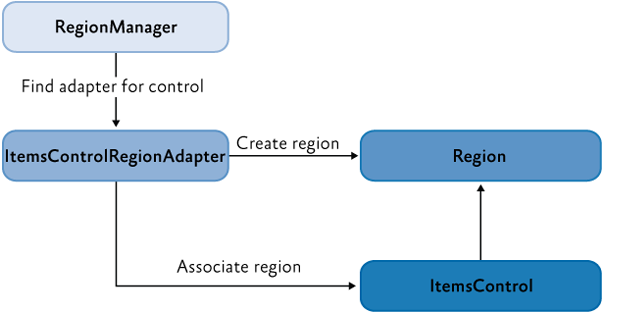 RegionManager
Find adapter for control
ItemsControlRegionAdapter
Create region
Region
Associate region
ItemsControl